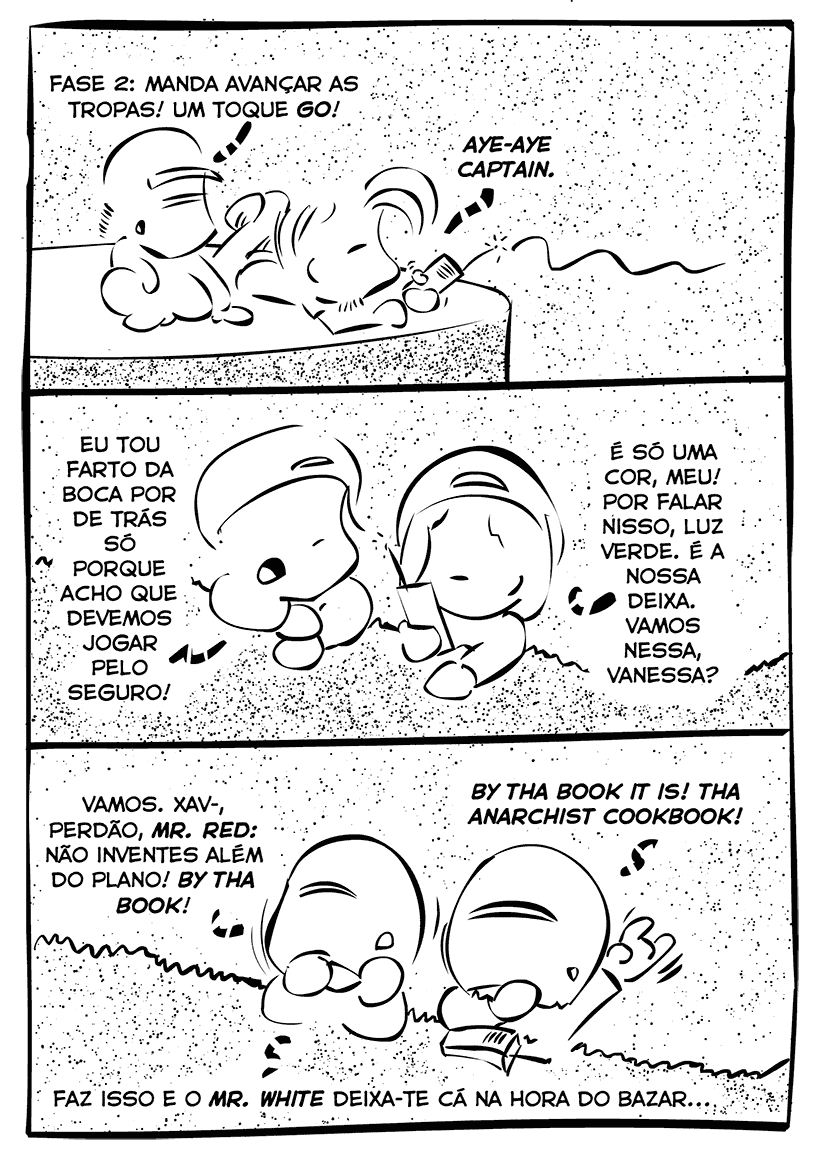 FASE 2: MANDA AVANÇAR AS
TROPAS! UM TOQUE GO!
AYE-AYE
CAPTAIN.
EU TOU
FARTO DA
BOCA POR
DE TRÁS
SÓ
PORQUE
ACHO QUE
DEVEMOS
JOGAR
PELO
SEGURO!
É SÓ UMA
COR, MEU!
POR FALAR
NISSO, LUZ
VERDE. É A
NOSSA
DEIXA.
VAMOS
NESSA,
VANESSA?
VAMOS. XAV-,
PERDÃO, MR. RED:
NÃO INVENTES ALÉM
DO PLANO! BY THA
BOOK!
BY THA BOOK IT IS! THA
ANARCHIST COOKBOOK!
FAZ ISSO E O MR. WHITE DEIXA-TE CÁ NA HORA DO BAZAR...